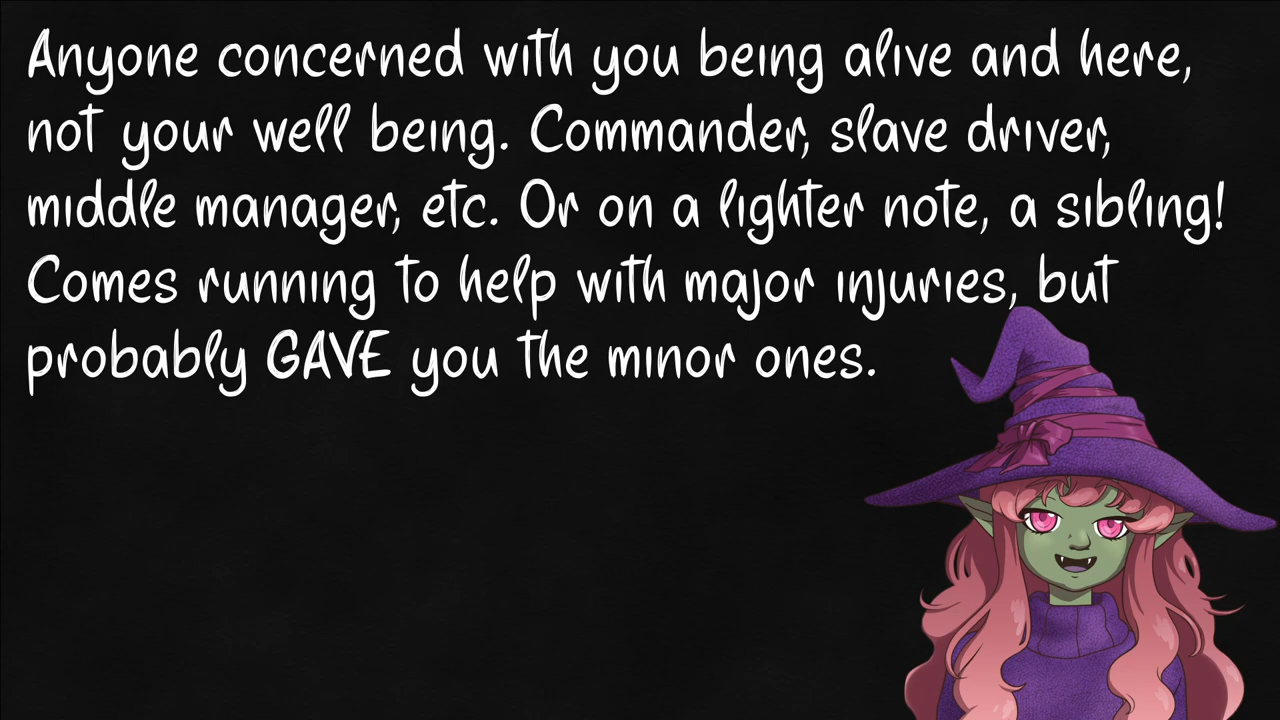 Anyone concerned with you being alive and here,
not your well being. Commander, slave driver,
middle manager, etc. Or on a lighter note, a sibling!
Comes running to help with major injuries, but
probably GAVE you the minor ones.